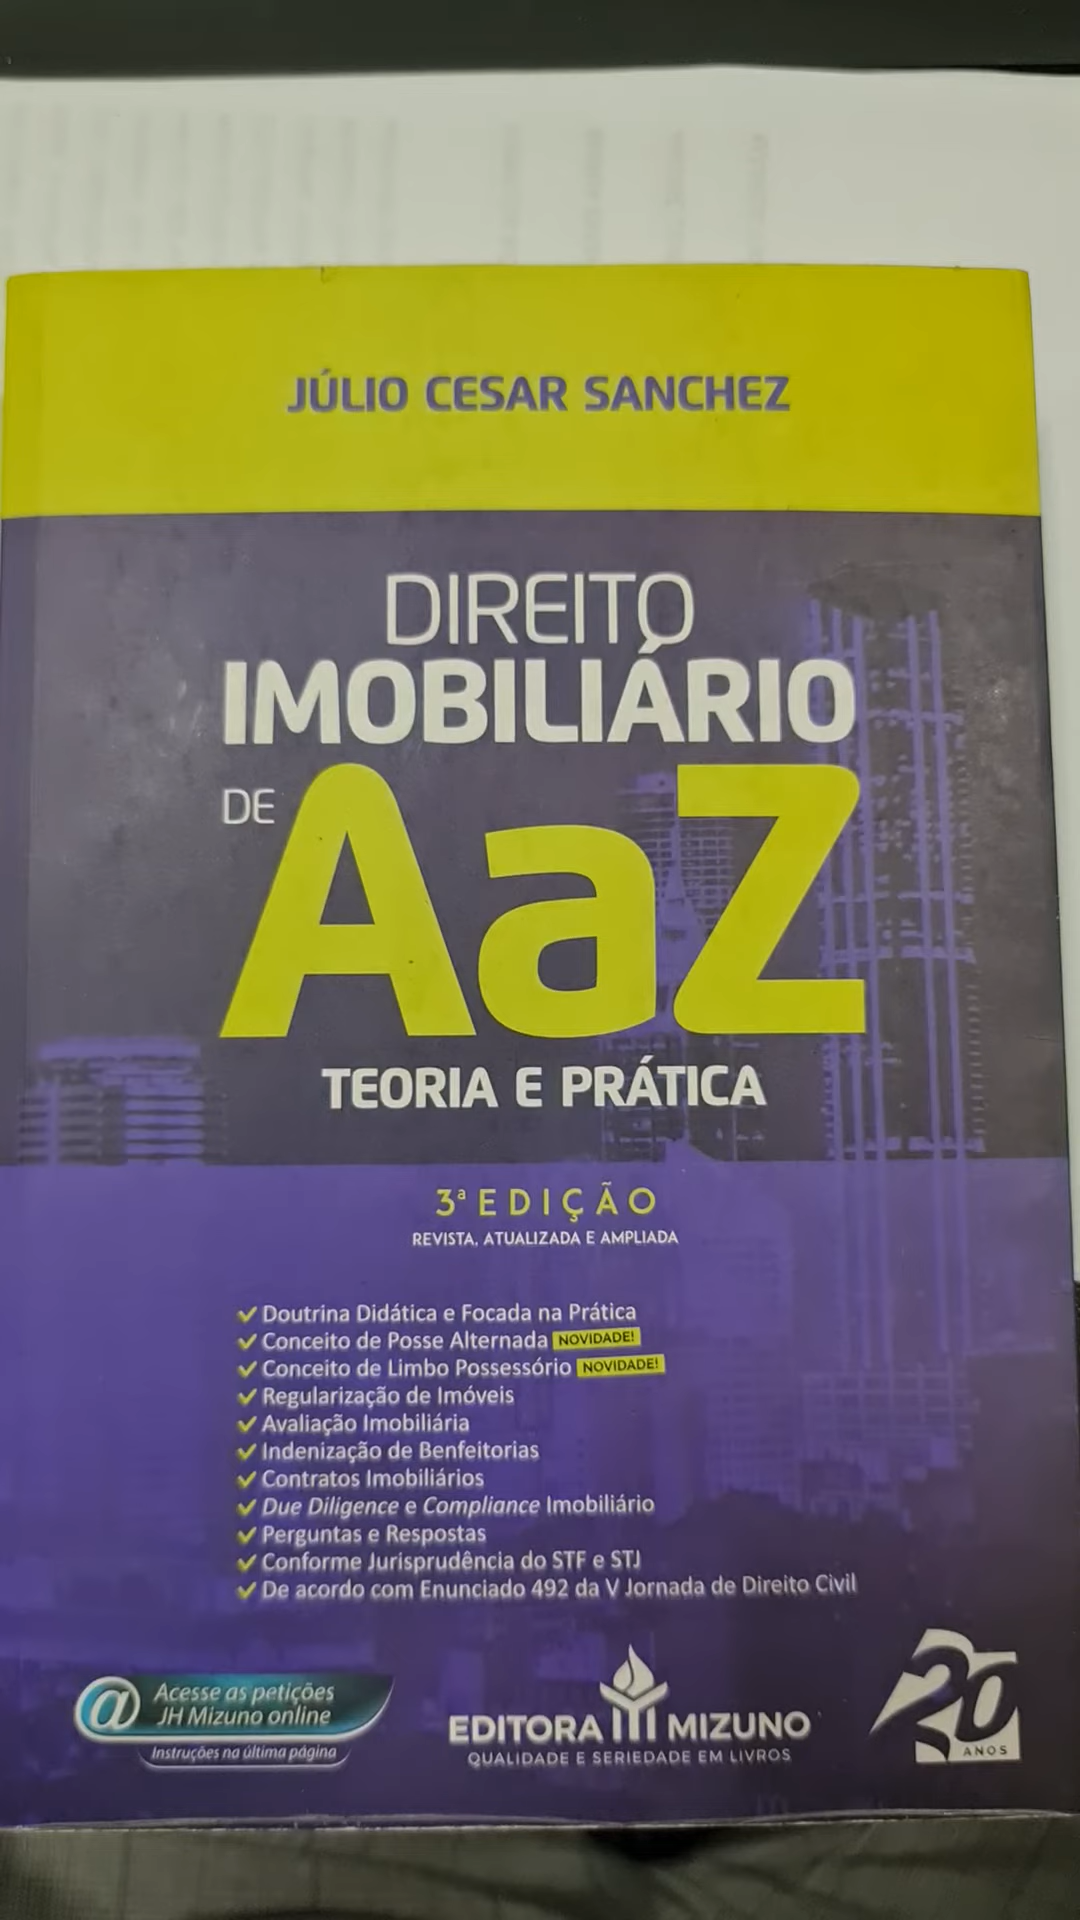 JÚLIO CESAR SANCHEZ
DIREITO
IMOBILIÁRIO
DE AaZ
TEORIA E PRÁTICA
3ª EDIÇÃO
REVISTA, ATUALIZADA E AMPLIADA
Doutrina Didática e Focada na Prática
Conceito de Posse Alternada NOVIDADE!
Conceito de Limbo Possessório NOVIDADE!
Regularização de Imóveis
Avaliação Imobiliária
Indenização de Benfeitorias
Contratos Imobiliários
Due Diligence e Compliance Imobiliário
Perguntas e Respostas
Conforme Jurisprudência do STF e STJ
De acordo com Enunciado 492 da V Jornada de Direito Civil
@ Acesse as petições
JH Mizuno online
Instruções na última página
EDITORA MIZUNO
QUALIDADE E SERIEDADE EM LIVROS
20
ANOS